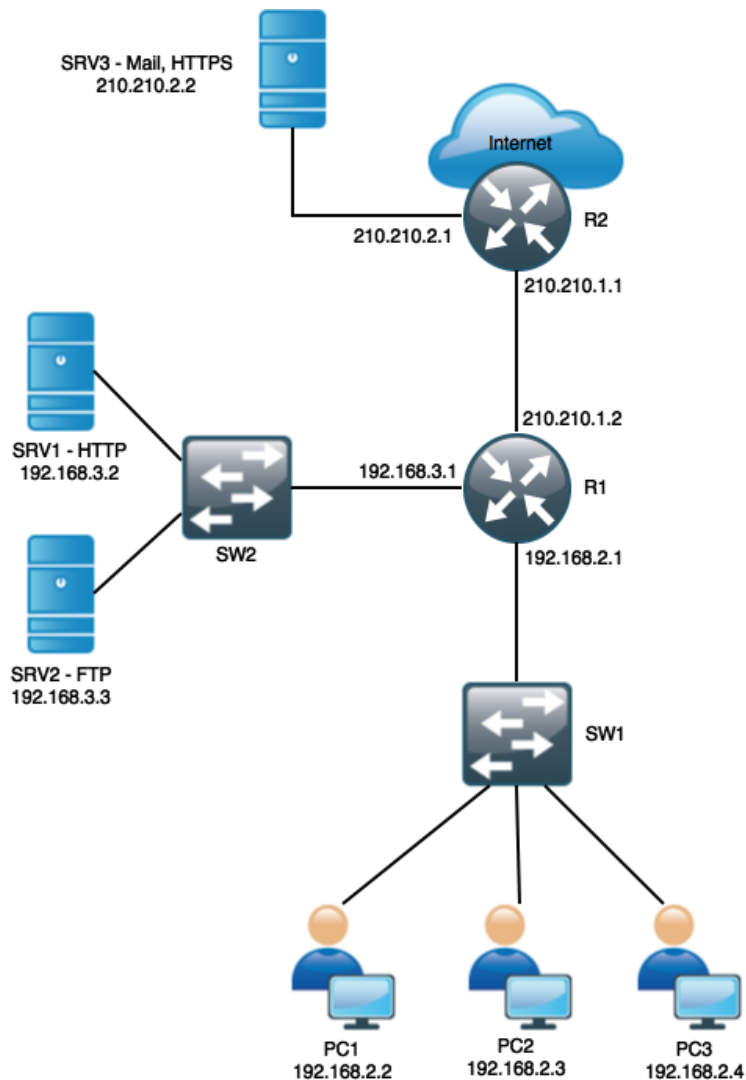 SRV3 - Mail, HTTPS
210.210.2.2
Internet
R2
210.210.2.1
210.210.1.1
210.210.1.2
SRV1 - HTTP
192.168.3.2
192.168.3.1
R1
SW2
192.168.2.1
SRV2 - FTP
192.168.3.3
SW1
PC1
192.168.2.2
PC2
192.168.2.3
PC3
192.168.2.4